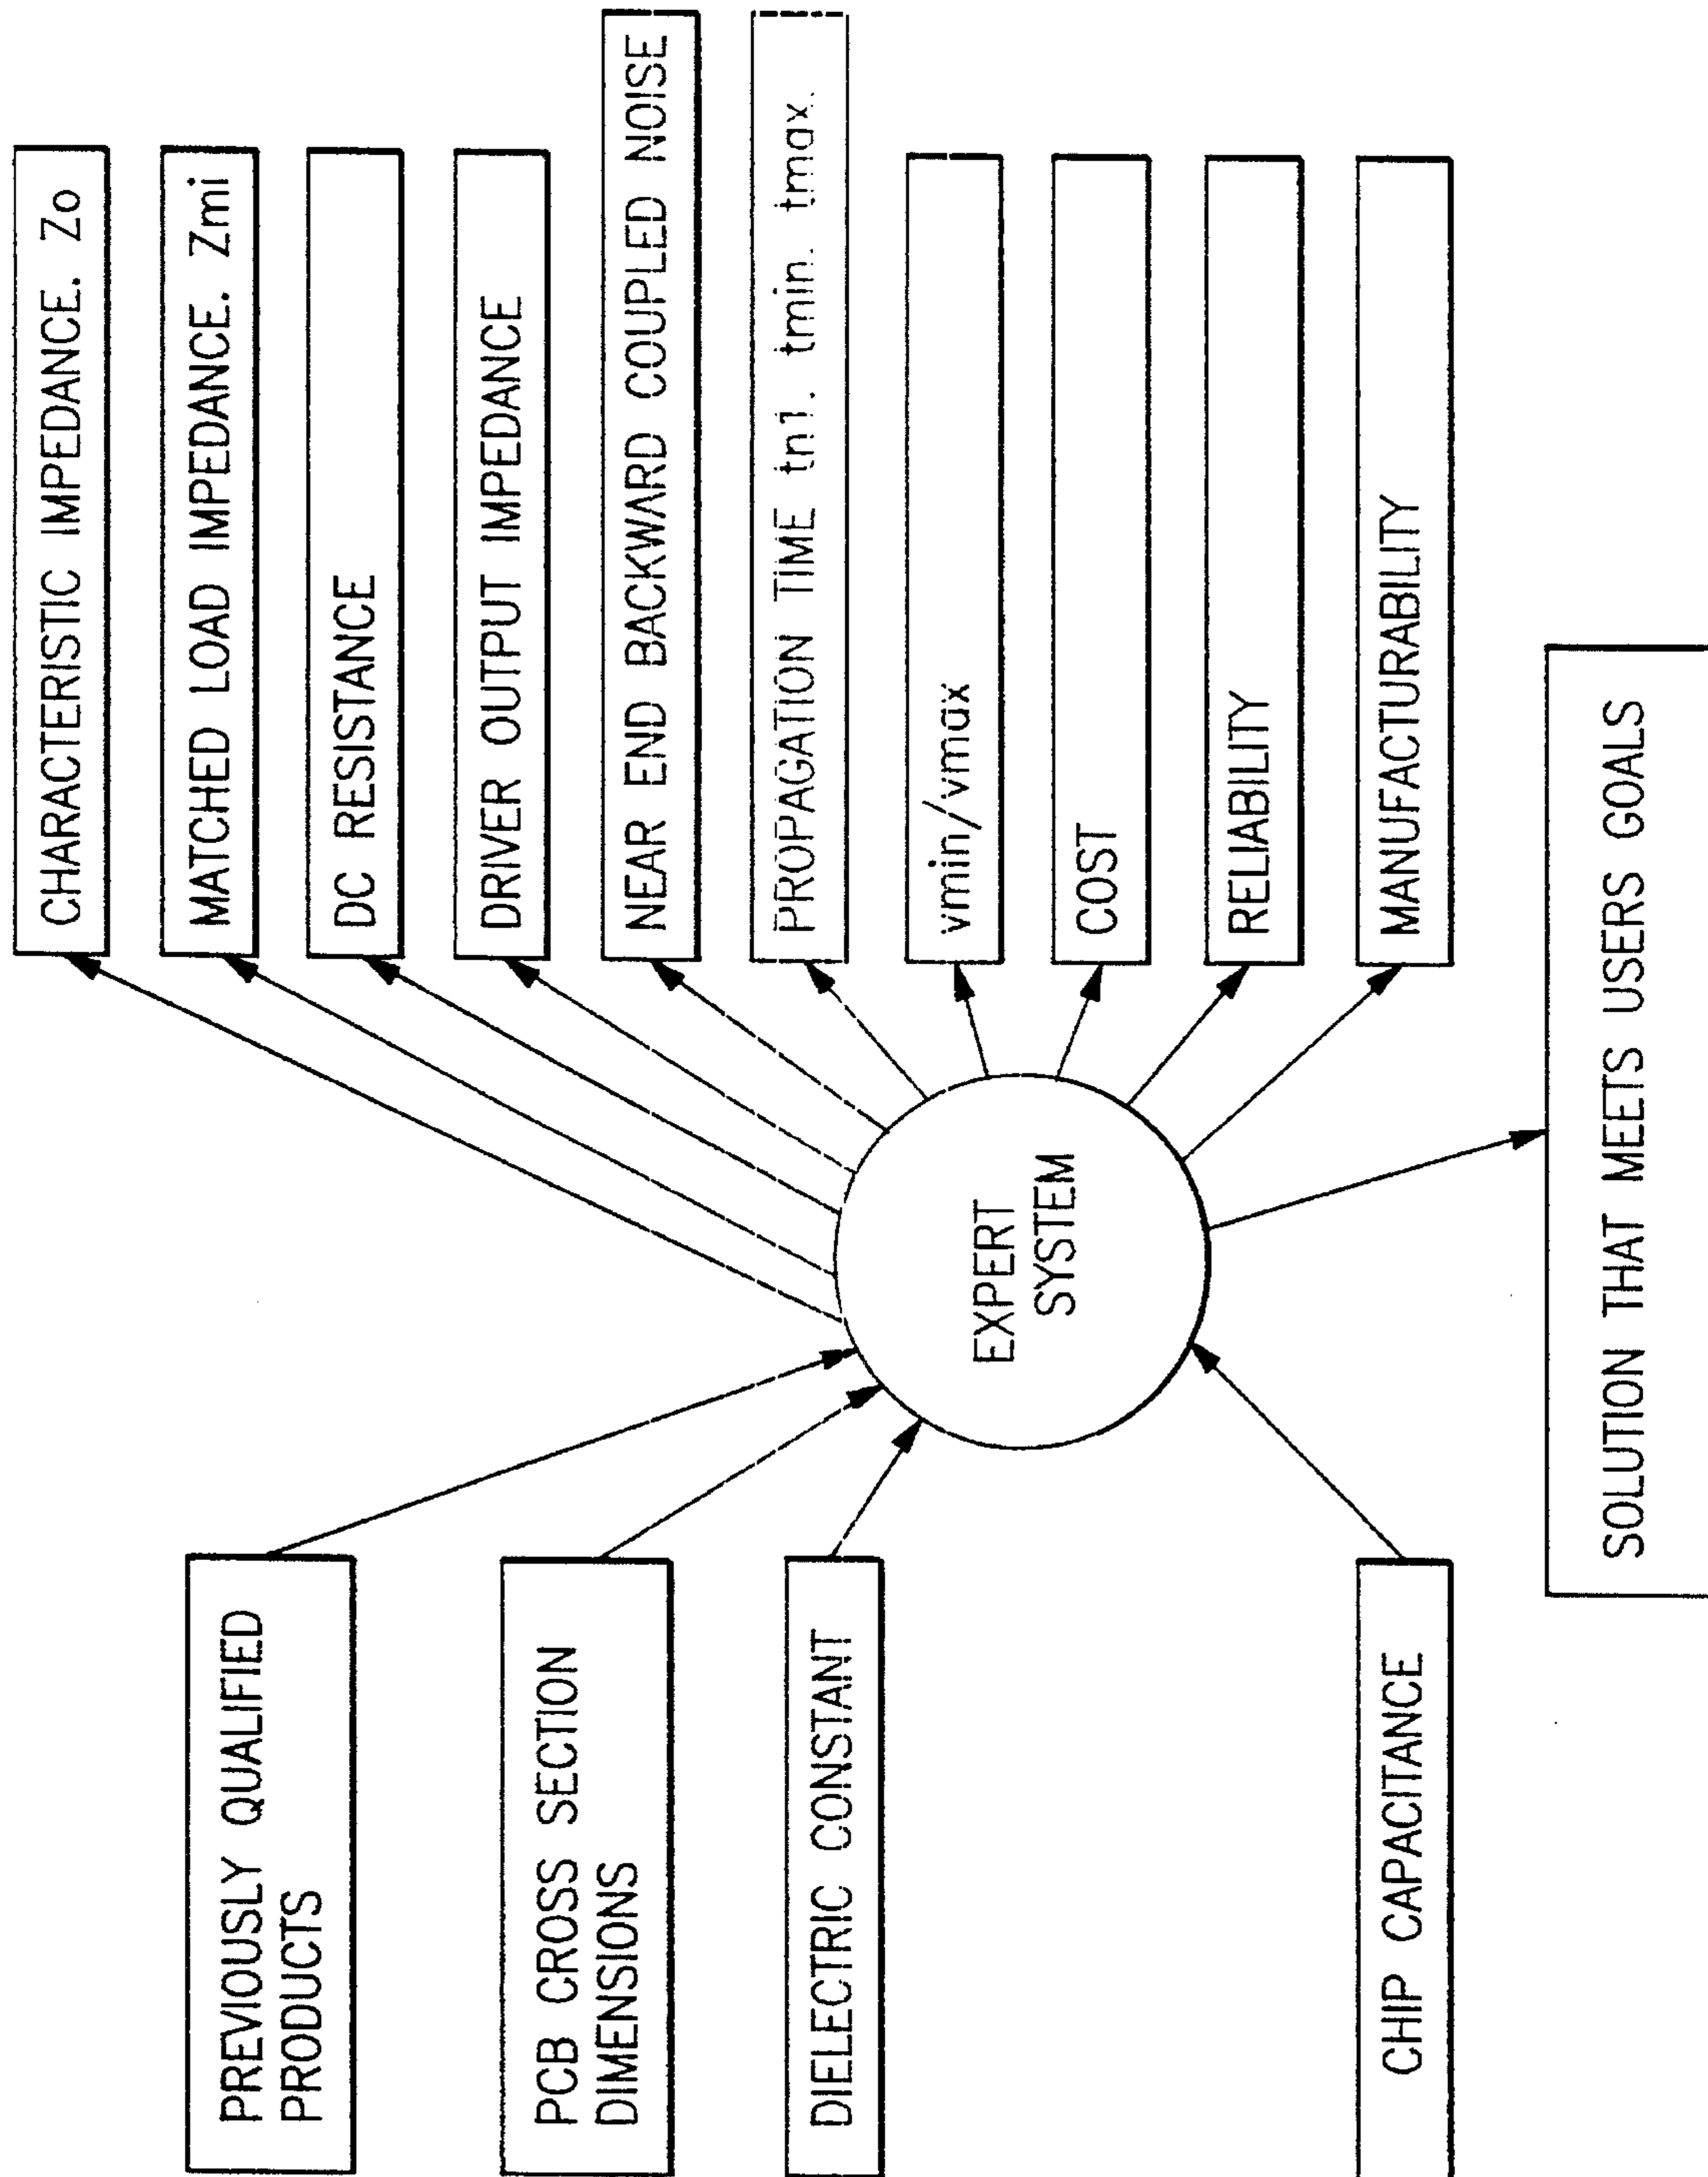 PREVIOUSLY QUALIFIED
PRODUCTS
PCB CROSS SECTION
DIMENSIONS
DIELECTRIC CONSTANT
CHIP CAPACITANCE
EXPERT
SYSTEM
CHARACTERISTIC IMPEDANCE. Zo
MATCHED LOAD IMPEDANCE. Zmi
DC RESISTANCE
DRIVER OUTPUT IMPEDANCE
NEAR END BACKWARD COUPLED NOISE
PROPAGATION TIME tn1. tmin. tmax.
vmin/vmax
COST
RELIABILITY
MANUFACTURABILITY
SOLUTION THAT MEETS USERS GOALS